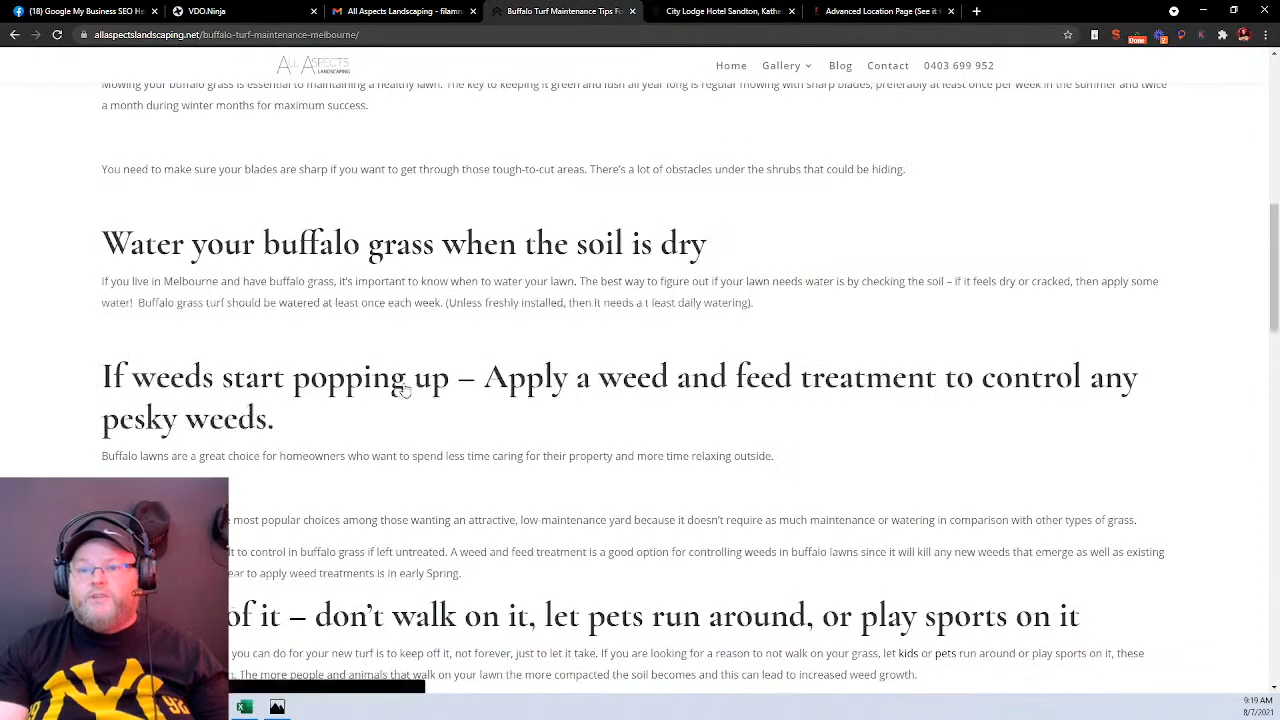 (18) Google My Business SEO He
VDO.Ninja
All Aspects Landscaping - filamr
Buffalo Turf Maintenance Tips Fo
City Lodge Hotel Sandton, Kathe
Advanced Location Page (See it
allaspectslandscaping.net/buffalo-turf-maintenance-melbourne/
Done
2
ALL ASPECTS
LANDSCAPING
Home Gallery Blog Contact 0403 699 952
Mowing your buffalo grass is essential to maintaining a healthy lawn. The key to keeping it green and lush all year long is regular mowing with sharp blades, preferably at least once per week in the summer and twice
a month during winter months for maximum success.
You need to make sure your blades are sharp if you want to get through those tough-to-cut areas. There's a lot of obstacles under the shrubs that could be hiding.
Water your buffalo grass when the soil is dry
If you live in Melbourne and have buffalo grass, it's important to know when to water your lawn. The best way to figure out if your lawn needs water is by checking the soil – if it feels dry or cracked, then apply some
water! Buffalo grass turf should be watered at least once each week. (Unless freshly installed, then it needs a t least daily watering).
If weeds start popping up – Apply a weed and feed treatment to control any
pesky weeds.
Buffalo lawns are a great choice for homeowners who want to spend less time caring for their property and more time relaxing outside.
most popular choices among those wanting an attractive, low-maintenance yard because it doesn't require as much maintenance or watering in comparison with other types of grass.
lt to control in buffalo grass if left untreated. A weed and feed treatment is a good option for controlling weeds in buffalo lawns since it will kill any new weeds that emerge as well as existing
ear to apply weed treatments is in early Spring.
of it – don't walk on it, let pets run around, or play sports on it
you can do for your new turf is to keep off it, not forever, just to let it take. If you are looking for a reason to not walk on your grass, let kids or pets run around or play sports on it, these
The more people and animals that walk on your lawn the more compacted the soil becomes and this can lead to increased weed growth.
9:19 AM
8/7/2021